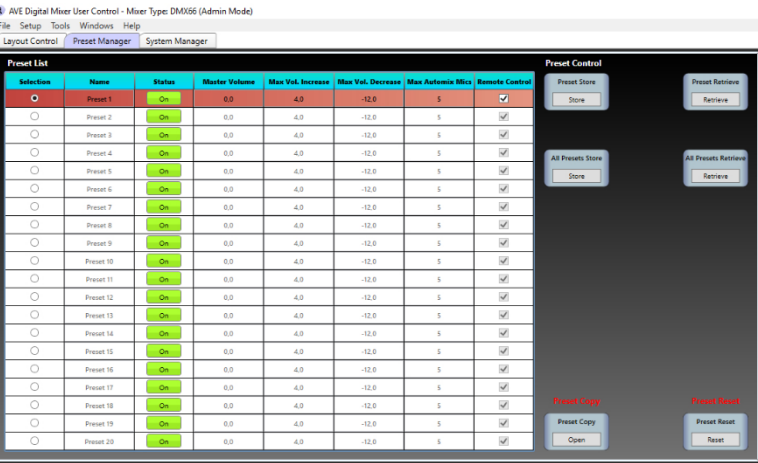 AVE Digital Mixer User Control - Mixer Type: DMX66 (Admin Mode)
File Setup Tools Windows Help
Layout Control Preset Manager System Manager
Preset List Preset Control
Selection Name Status Master Volume Max Vol. Increase Max Vol. Decrease Max Automix Mics Remote Control
Preset 1 On 0,0 4,0 -12,0 5
Preset 2 On 0,0 4,0 -12,0 5
Preset 3 On 0,0 4,0 -12,0 5
Preset 4 On 0,0 4,0 -12,0 5
Preset 5 On 0,0 4,0 -12,0 5
Preset 6 On 0,0 4,0 -12,0 5
Preset 7 On 0,0 4,0 -12,0 5
Preset 8 On 0,0 4,0 -12,0 5
Preset 9 On 0,0 4,0 -12,0 5
Preset 10 On 0,0 4,0 -12,0 5
Preset 11 On 0,0 4,0 -12,0 5
Preset 12 On 0,0 4,0 -12,0 5
Preset 13 On 0,0 4,0 -12,0 5
Preset 14 On 0,0 4,0 -12,0 5
Preset 15 On 0,0 4,0 -12,0 5
Preset 16 On 0,0 4,0 -12,0 5
Preset 17 On 0,0 4,0 -12,0 5
Preset 18 On 0,0 4,0 -12,0 5
Preset 19 On 0,0 4,0 -12,0 5
Preset 20 On 0,0 4,0 -12,0 5
Preset Store Preset Retrieve
Store Retrieve
All Presets Store All Presets Retrieve
Store Retrieve
Preset Copy Preset Reset
Preset Copy Preset Reset
Open Reset